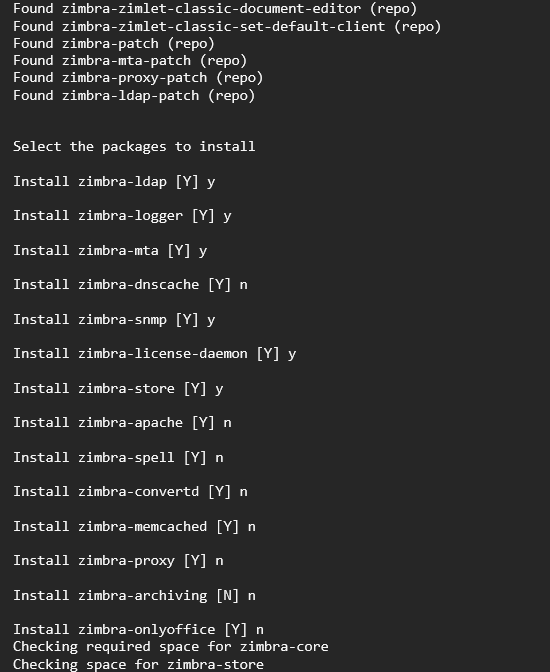 Found zimbra-zimlet-classic-document-editor (repo)
Found zimbra-zimlet-classic-set-default-client (repo)
Found zimbra-patch (repo)
Found zimbra-mta-patch (repo)
Found zimbra-proxy-patch (repo)
Found zimbra-ldap-patch (repo)
Select the packages to install
Install zimbra-ldap [Y] y
Install zimbra-logger [Y] y
Install zimbra-mta [Y] y
Install zimbra-dnscache [Y] n
Install zimbra-snmp [Y] y
Install zimbra-license-daemon [Y] y
Install zimbra-store [Y] y
Install zimbra-apache [Y] n
Install zimbra-spell [Y] n
Install zimbra-convertd [Y] n
Install zimbra-memcached [Y] n
Install zimbra-proxy [Y] n
Install zimbra-archiving [N] n
Install zimbra-onlyoffice [Y] n
Checking required space for zimbra-core
Checking space for zimbra-store